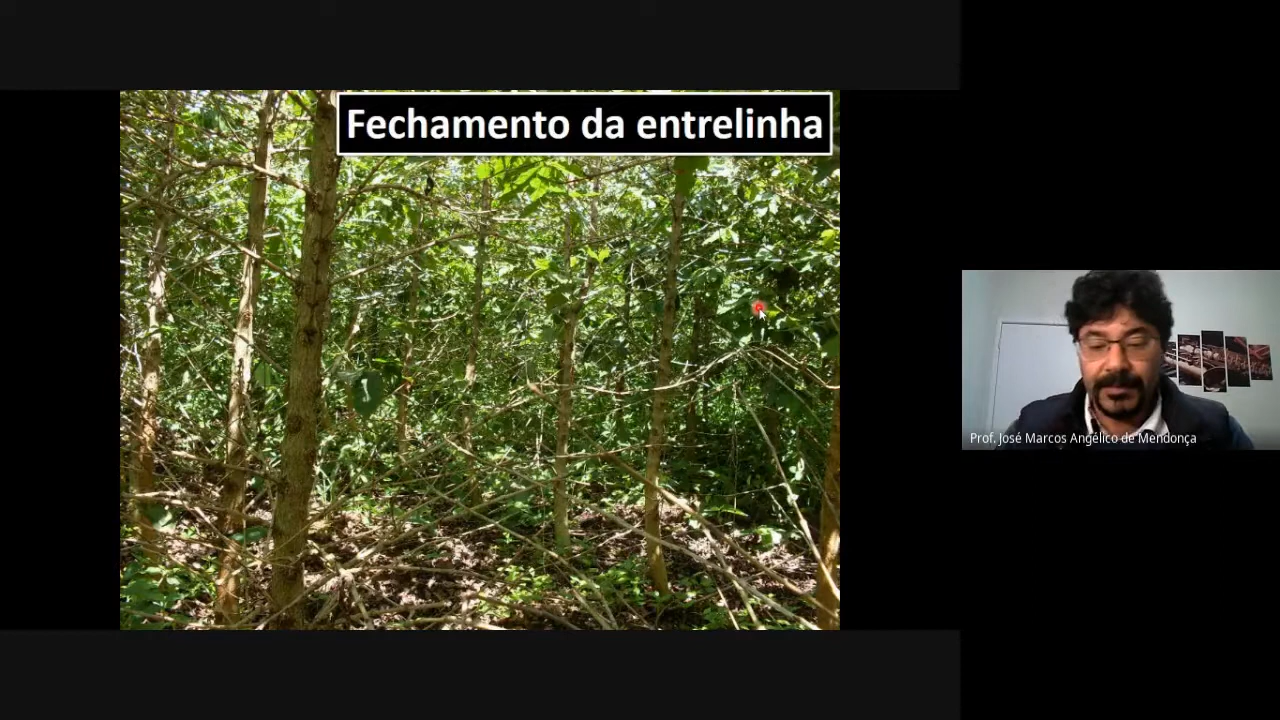 Fechamento da entrelinha
Prof. José Marcos Angélico de Mendonça